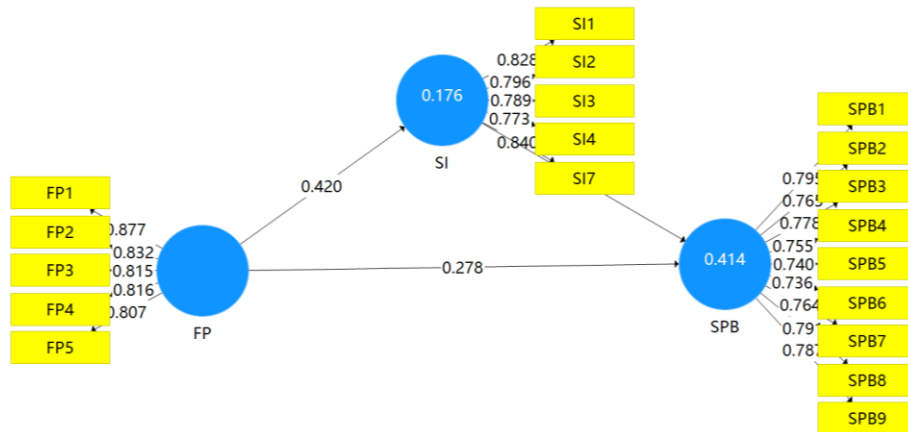 SI1
0.828
SI2
0.796
0.176
0.789
SI3
0.773
SPB1
SI4
0.840
SPB2
SI
SI7
0.795
SPB3
0.420
0.765
FP1
0.778
SPB4
0.877
0.755
FP2
0.832
0.414
0.740
SPB5
FP3
0.815
0.278
0.736
0.816
0.764
SPB6
FP4
0.807
FP
SPB
0.791
SPB7
FP5
0.787
SPB8
SPB9